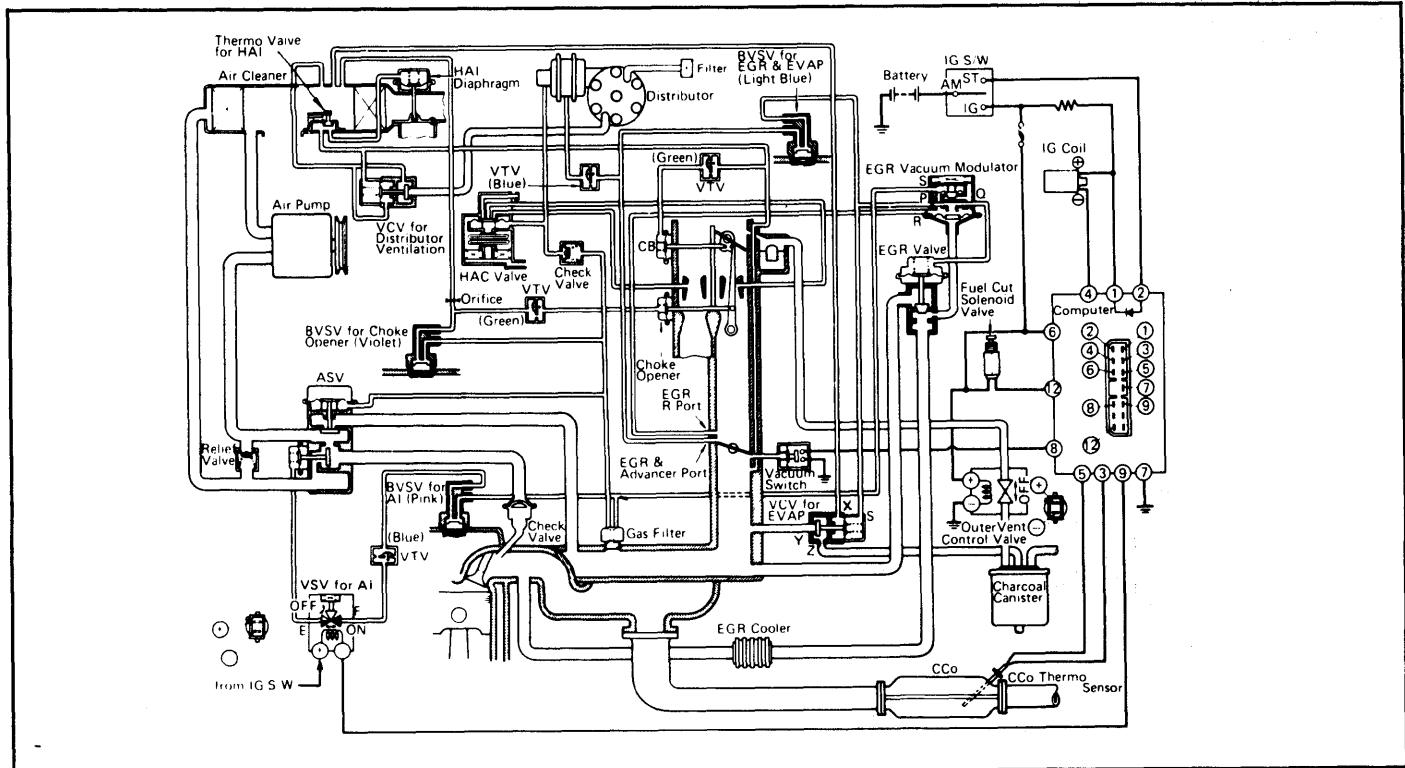 Thermo Valve
for HAI
Air Cleaner
HAI
Diaphragm
Filter
Distributor
BVSV for
EGR & EVAP
(Light Blue)
Battery
IG S/W
AM
ST
IG
IG Coil
⊕
⊖
VTV
(Blue)
(Green)
VTV
EGR Vacuum Modulator
S
P
Q
R
Air Pump
VCV for
Distributor
Ventilation
HAC Valve
Check
Valve
CB
EGR Valve
Fuel Cut
Solenoid
Valve
Orifice
VTV
(Green)
BVSV for Choke
Opener (Violet)
Choke
Opener
④
①
②
Computer
⑥
②
①
④
③
⑥
⑤
⑦
⑧
⑨
⑫
⑫
⑧
⑤
③
⑨
⑦
ASV
EGR
R Port
Relief
Valve
EGR &
Advancer Port
Vacuum
Switch
BVSV for
AI (Pink)
Check
Valve
Gas Filter
VCV for
EVAP
X
S
Y
Z
OFF
+
−
+
−
Outer Vent
Control Valve
Charcoal
Canister
(Blue)
VTV
VSV for AI
OFF
F
E
ON
+
+
from IG S W
EGR Cooler
CCo
CCo Thermo
Sensor